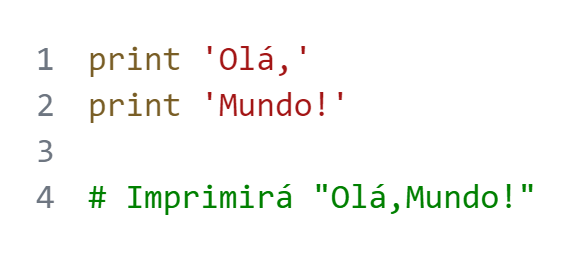 1 print 'Olá,'
2 print 'Mundo!'
3
4 # Imprimirá "Olá,Mundo!"